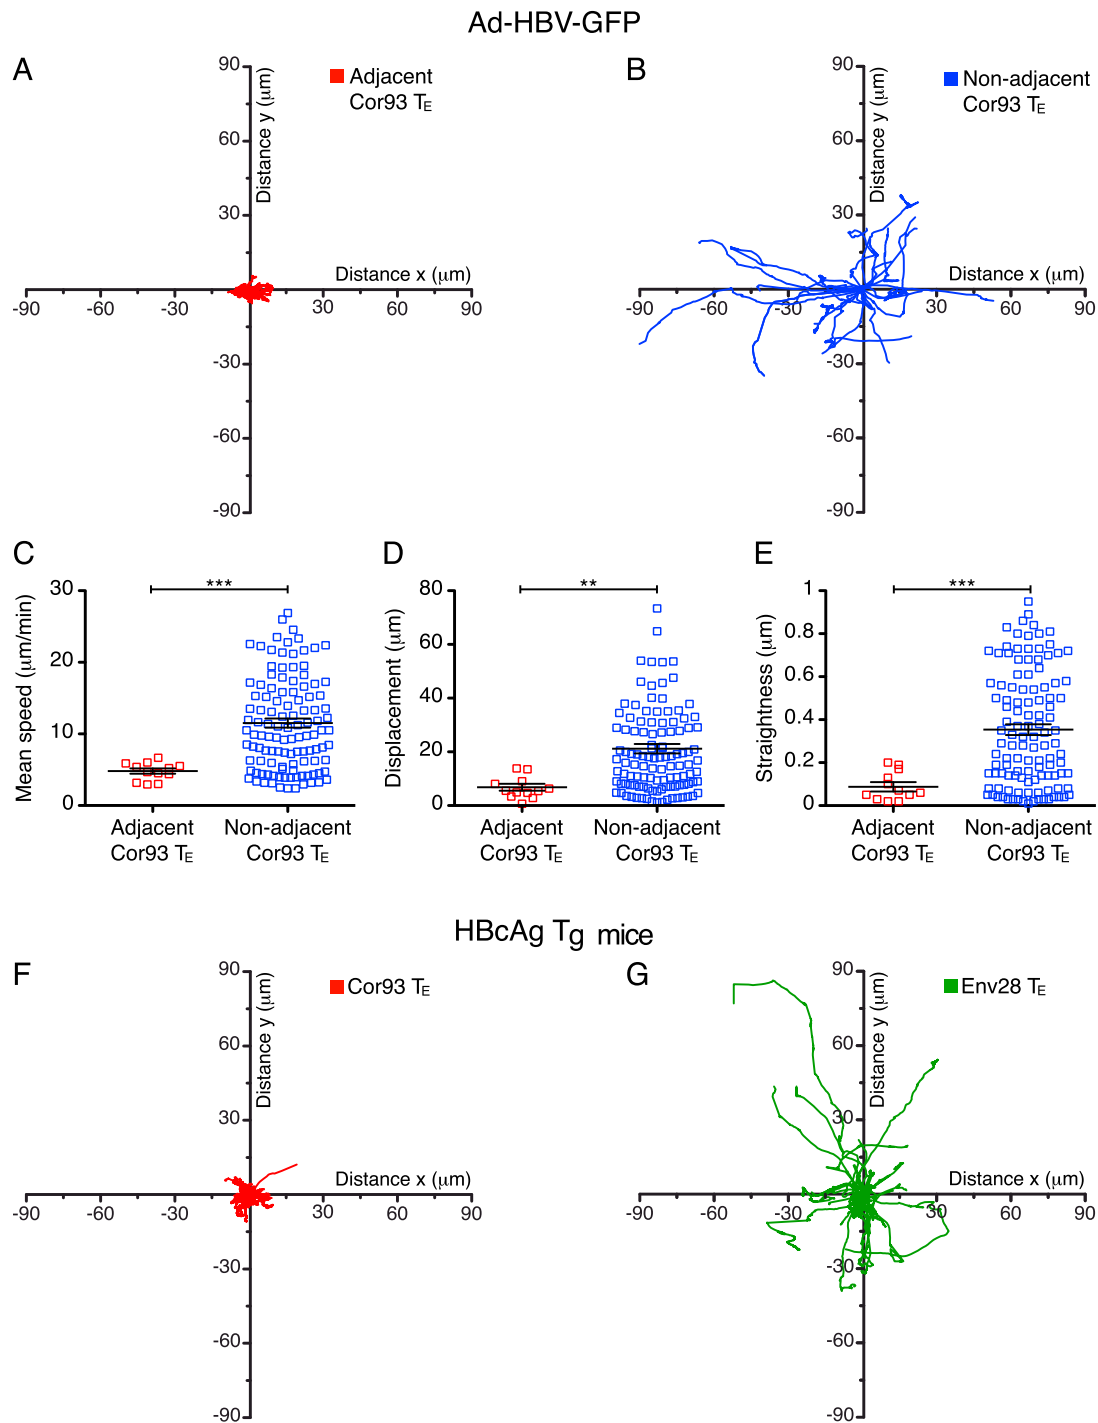 Ad-HBV-GFP
A
90
60
30
-30
-60
-90
Distance y (μm)
Adjacent
Cor93 TE
Distance x (μm)
-90
-60
-30
30
60
90
B
90
60
30
-30
-60
-90
Distance y (μm)
Non-adjacent
Cor93 TE
Distance x (μm)
-90
-60
-30
30
60
90
C
Mean speed (μm/min)
30
20
10
0
***
Adjacent
Cor93 TE
Non-adjacent
Cor93 TE
D
Displacement (μm)
80
60
40
20
0
**
Adjacent
Cor93 TE
Non-adjacent
Cor93 TE
E
Straightness (μm)
1
0.8
0.6
0.4
0.2
0
***
Adjacent
Cor93 TE
Non-adjacent
Cor93 TE
HBcAg Tg mice
F
90
60
30
-30
-60
-90
Distance y (μm)
Cor93 TE
Distance x (μm)
-90
-60
-30
30
60
90
G
90
60
30
-30
-60
-90
Distance y (μm)
Env28 TE
Distance x (μm)
-90
-60
-30
30
60
90